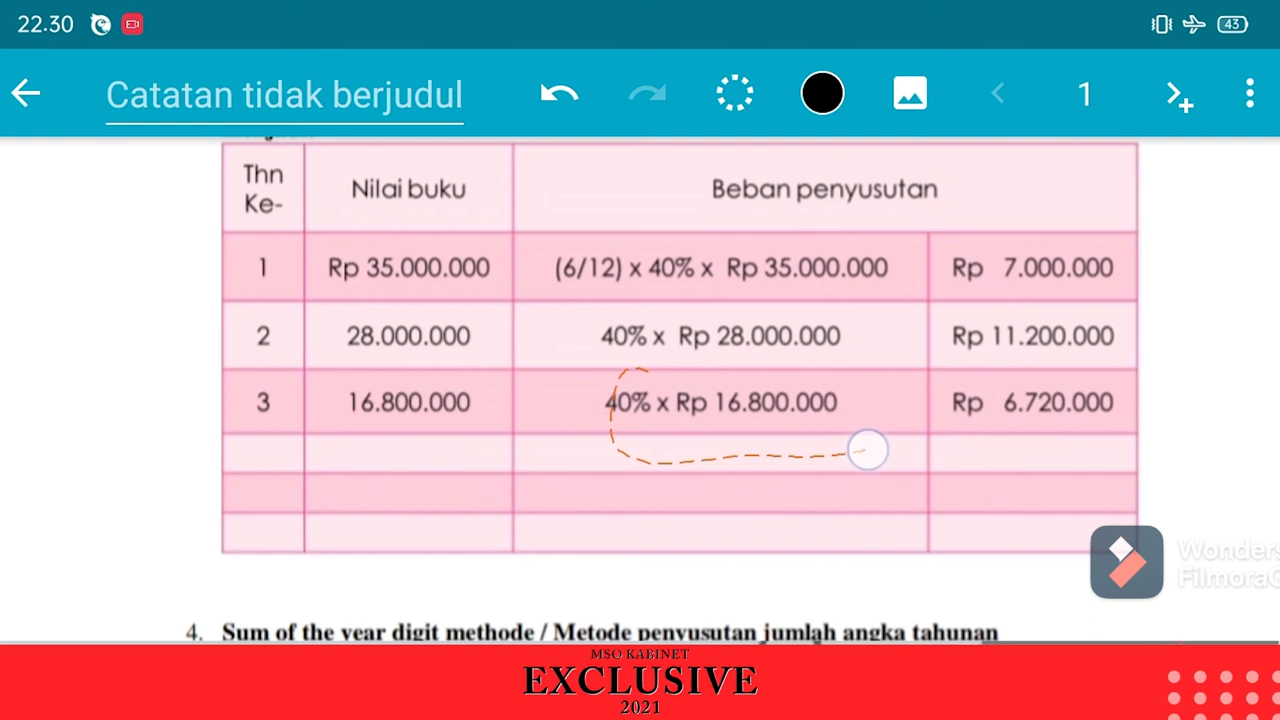 22.30
43
Catatan tidak berjudul
1
Thn Ke-
Nilai buku
Beban penyusutan
1
Rp 35.000.000
(6/12) x 40% x Rp 35.000.000
Rp 7.000.000
2
28.000.000
40% x Rp 28.000.000
Rp 11.200.000
3
16.800.000
40% x Rp 16.800.000
Rp 6.720.000
4. Sum of the year digit methode / Metode penyusutan jumlah angka tahunan
MSO KABINET
EXCLUSIVE
2021